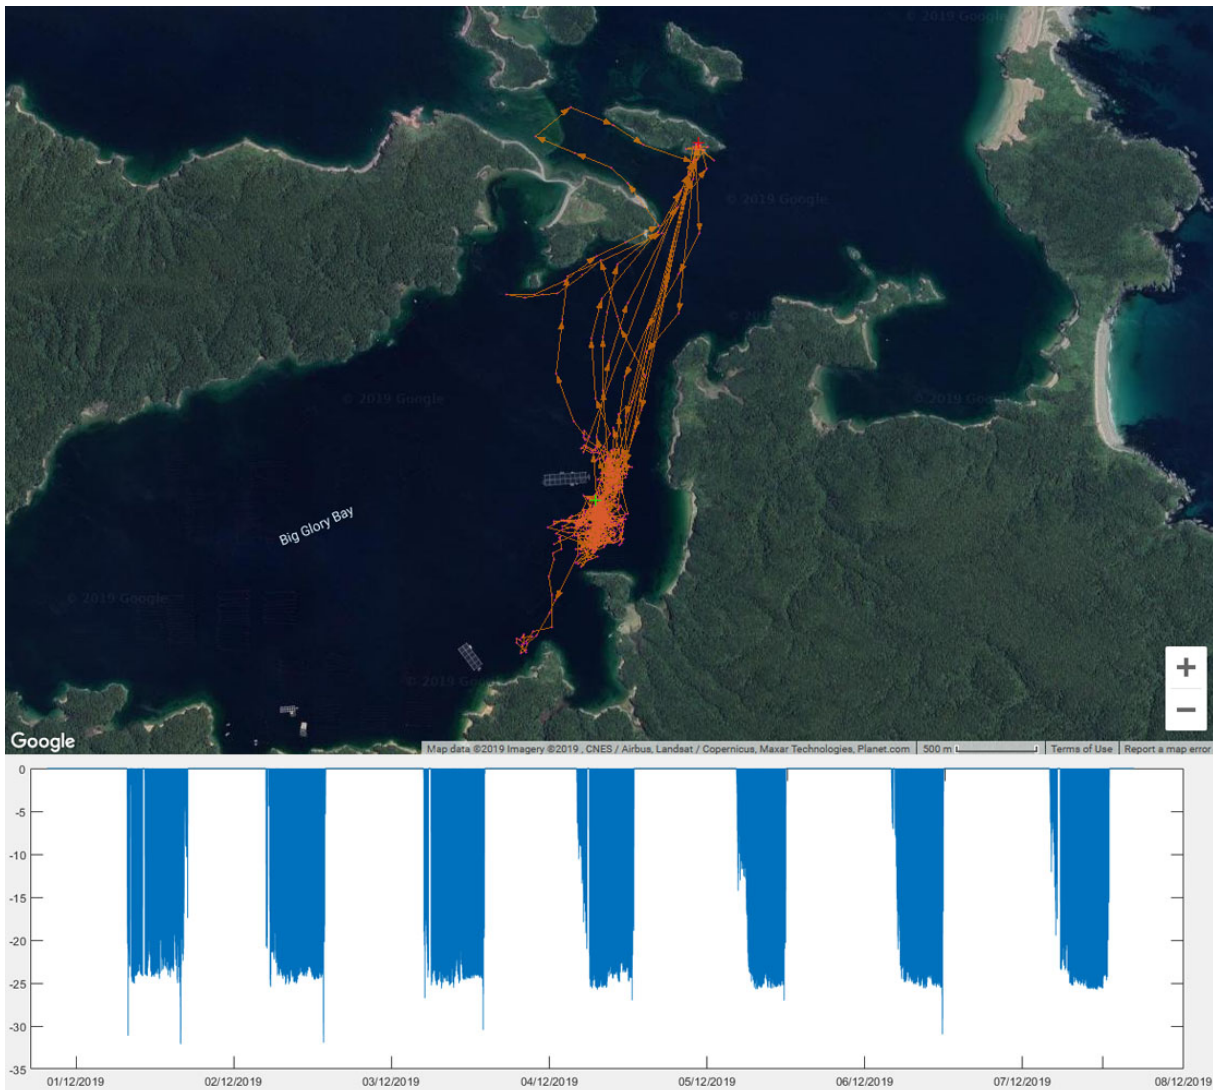 © 2019 Google
© 2019 Google
© 2019 Google
© 2019 Google
Big Glory Bay
© 2019 Google
© 2019 Google
+
−
Google
Map data ©2019 Imagery ©2019 , CNES / Airbus, Landsat / Copernicus, Maxar Technologies, Planet.com 500 m Terms of Use Report a map error
0
-5
-10
-15
-20
-25
-30
-35
01/12/2019 02/12/2019 03/12/2019 04/12/2019 05/12/2019 06/12/2019 07/12/2019 08/12/2019